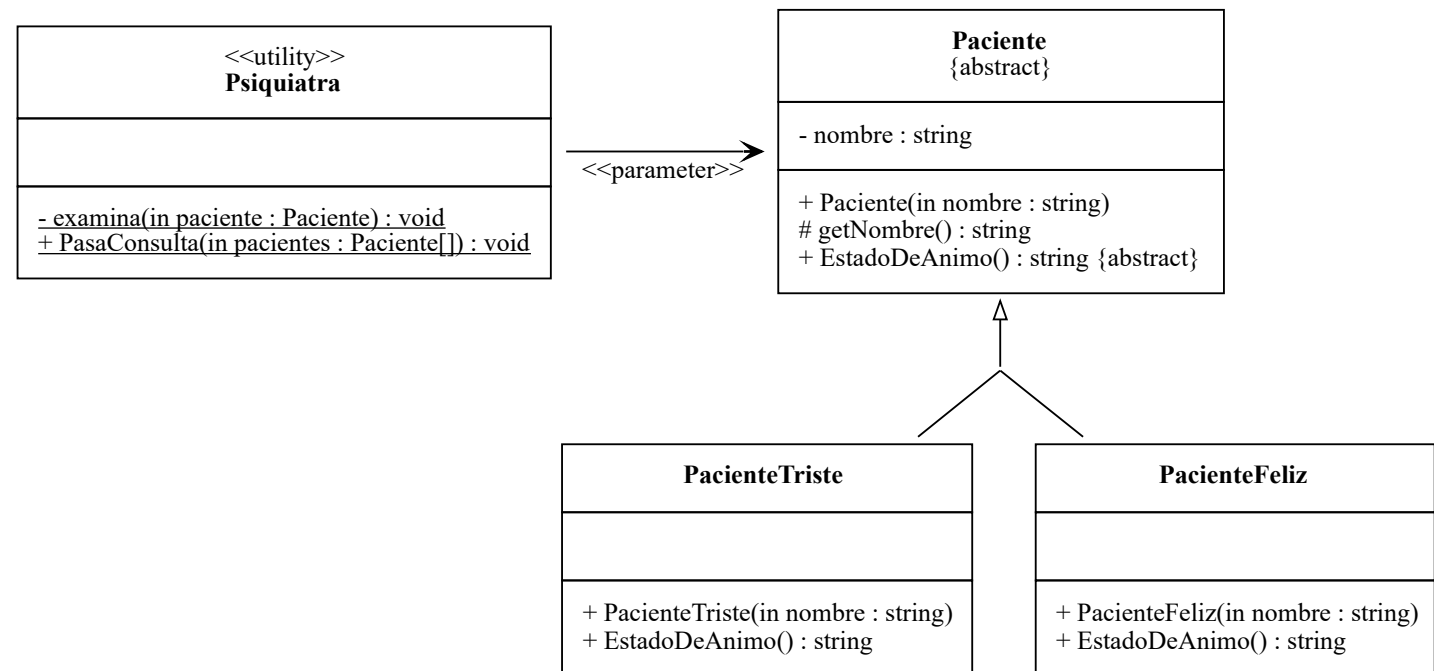 <<utility>>
Psiquiatra
- examina(in paciente : Paciente) : void
+ PasaConsulta(in pacientes : Paciente[]) : void
<<parameter>>
Paciente
{abstract}
- nombre : string
+ Paciente(in nombre : string)
# getNombre() : string
+ EstadoDeAnimo() : string {abstract}
PacienteTriste
+ PacienteTriste(in nombre : string)
+ EstadoDeAnimo() : string
PacienteFeliz
+ PacienteFeliz(in nombre : string)
+ EstadoDeAnimo() : string